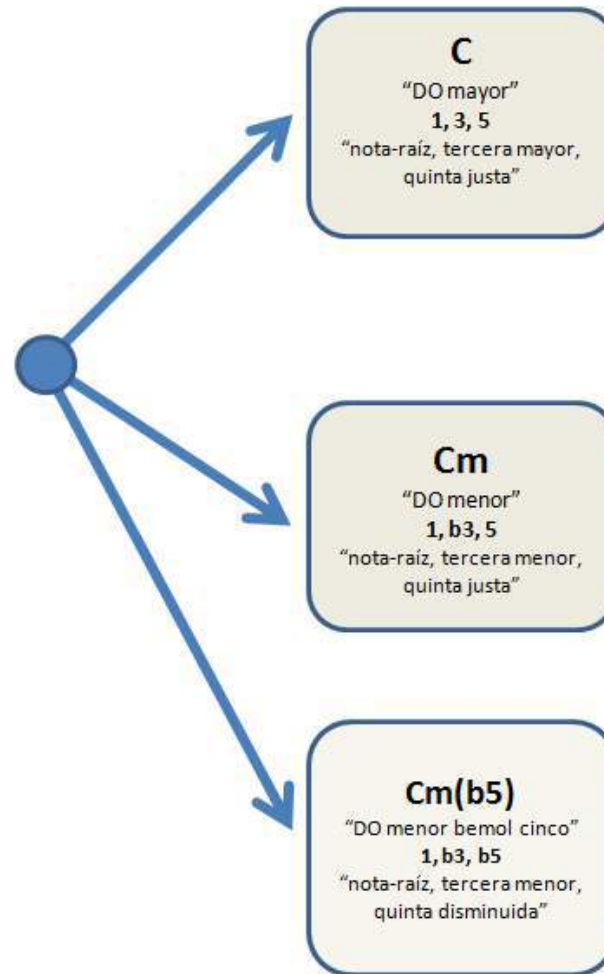 C
“DO mayor”
1, 3, 5
“nota-raíz, tercera mayor,
quinta justa”
Cm
“DO menor”
1, b3, 5
“nota-raíz, tercera menor,
quinta justa”
Cm(b5)
“DO menor bemol cinco”
1, b3, b5
“nota-raíz, tercera menor,
quinta disminuida”